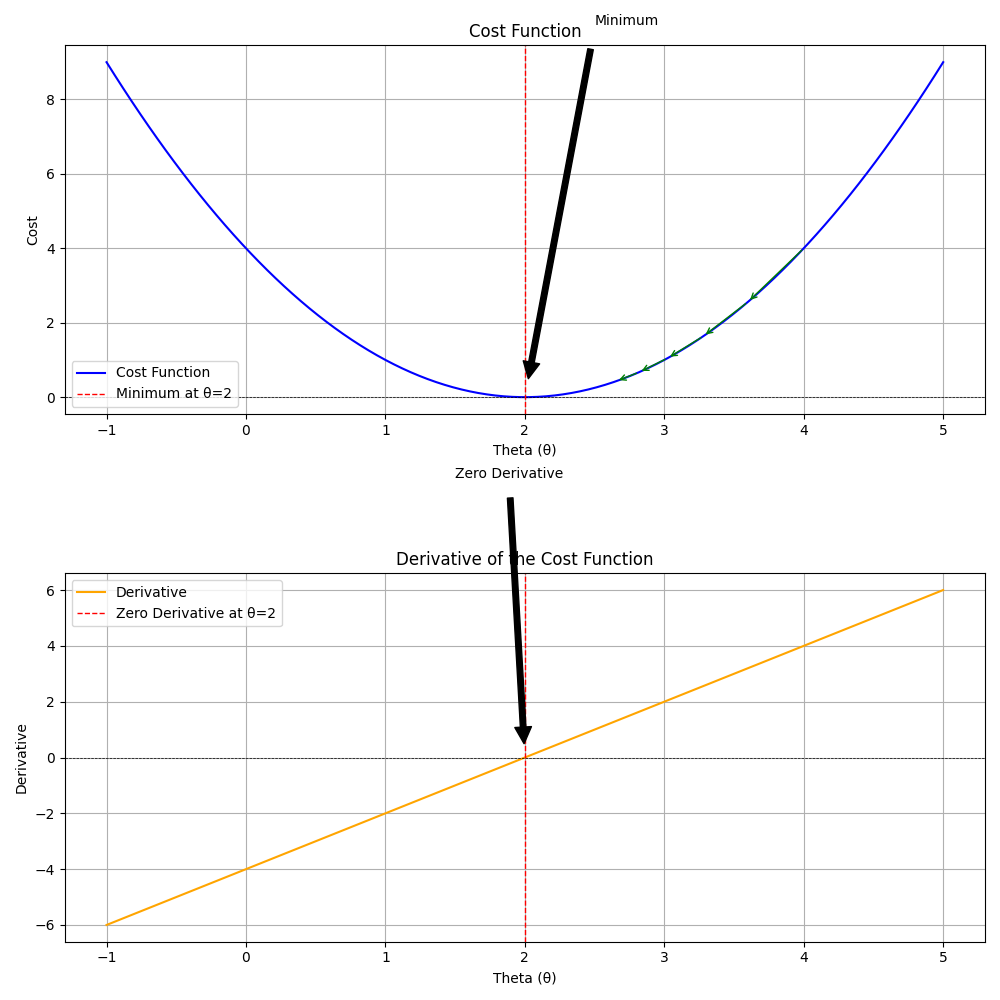 Minimum
Cost Function
8
6
4
2
0
Cost
Cost Function
Minimum at θ=2
−1 0 1 2 3 4 5
Theta (θ)
Zero Derivative
Derivative of the Cost Function
6
4
2
0
−2
−4
−6
Derivative
Derivative
Zero Derivative at θ=2
−1 0 1 2 3 4 5
Theta (θ)